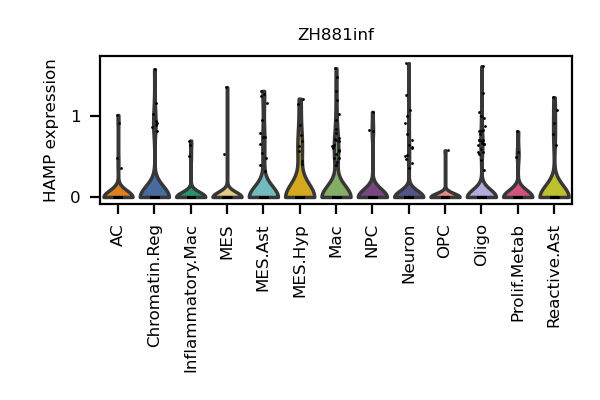 ZH881inf
HAMP expression
1
0
AC
Chromatin.Reg
Inflammatory.Mac
MES
MES.Ast
MES.Hyp
Mac
NPC
Neuron
OPC
Oligo
Prolif.Metab
Reactive.Ast